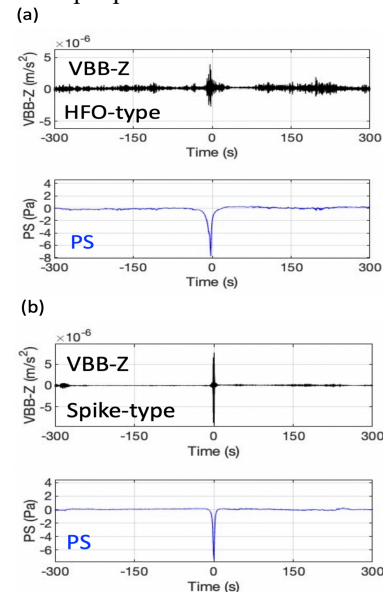 (a)
×10⁻⁶
VBB-Z (m/s²)
5
0
-5
VBB-Z
HFO-type
-300 -150 0 150 300
Time (s)
PS (Pa)
4
2
0
-2
-4
-6
-8
PS
-300 -150 0 150 300
Time (s)
(b)
×10⁻⁶
VBB-Z (m/s²)
5
0
-5
VBB-Z
Spike-type
-300 -150 0 150 300
Time (s)
PS (Pa)
4
2
0
-2
-4
-6
PS
-300 -150 0 150 300
Time (s)